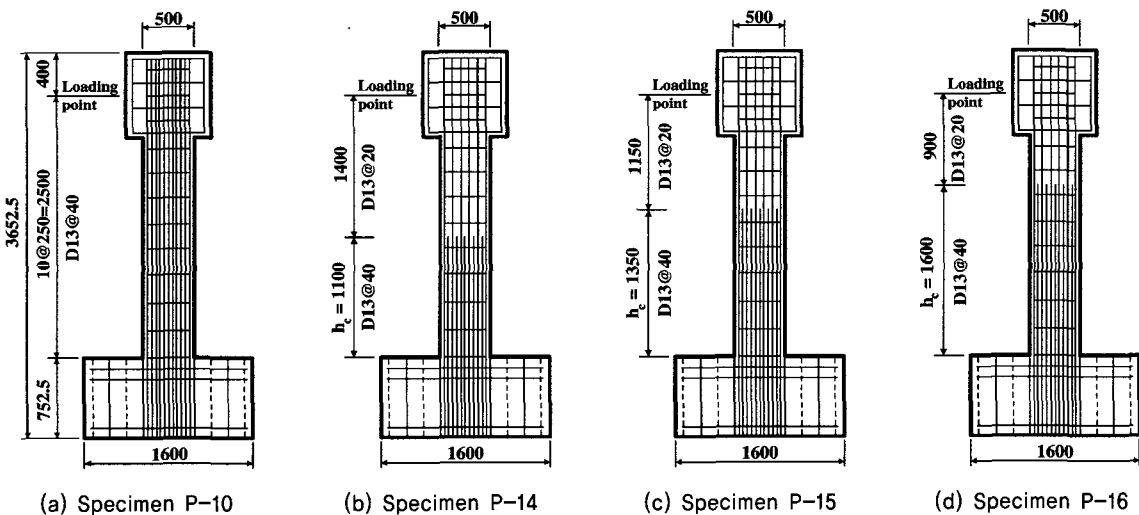 500
400
Loading
point
3652.5
10@250=2500
D13@40
752.5
1600
(a) Specimen P-10
500
Loading
point
1400
D13@20
h_c = 1100
D13@40
1600
(b) Specimen P-14
500
Loading
point
1150
D13@20
h_c = 1350
D13@40
1600
(c) Specimen P-15
500
Loading
point
900
D13@20
h_c = 1600
D13@40
1600
(d) Specimen P-16